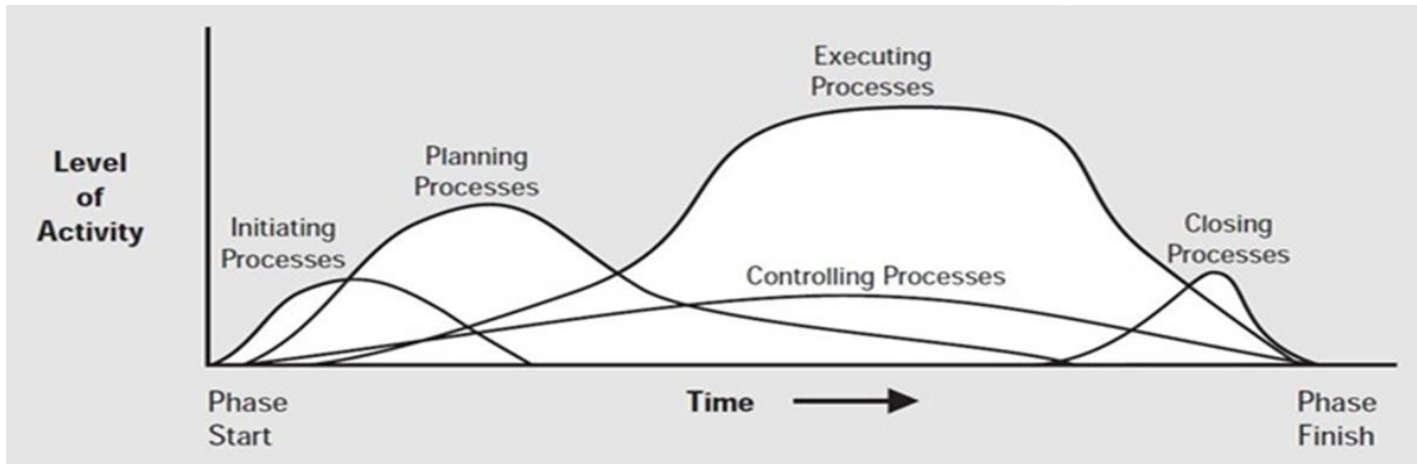 Executing
Processes
Planning
Processes
Level
of
Activity
Initiating
Processes
Closing
Processes
Controlling Processes
Phase
Start
Time
Phase
Finish